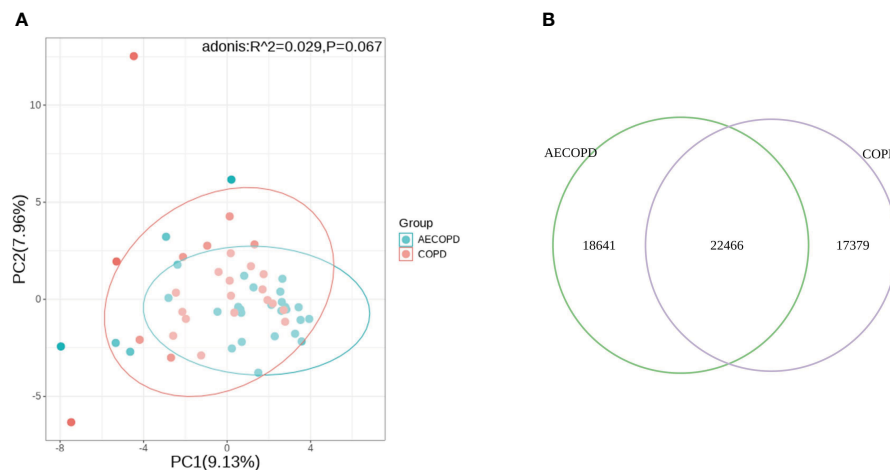 A
B
adonis:R^2=0.029,P=0.067
10
5
0
-5
-8
-4
0
4
PC2(7.96%)
PC1(9.13%)
Group
AECOPD
COPD
AECOPD
COP
18641
22466
17379